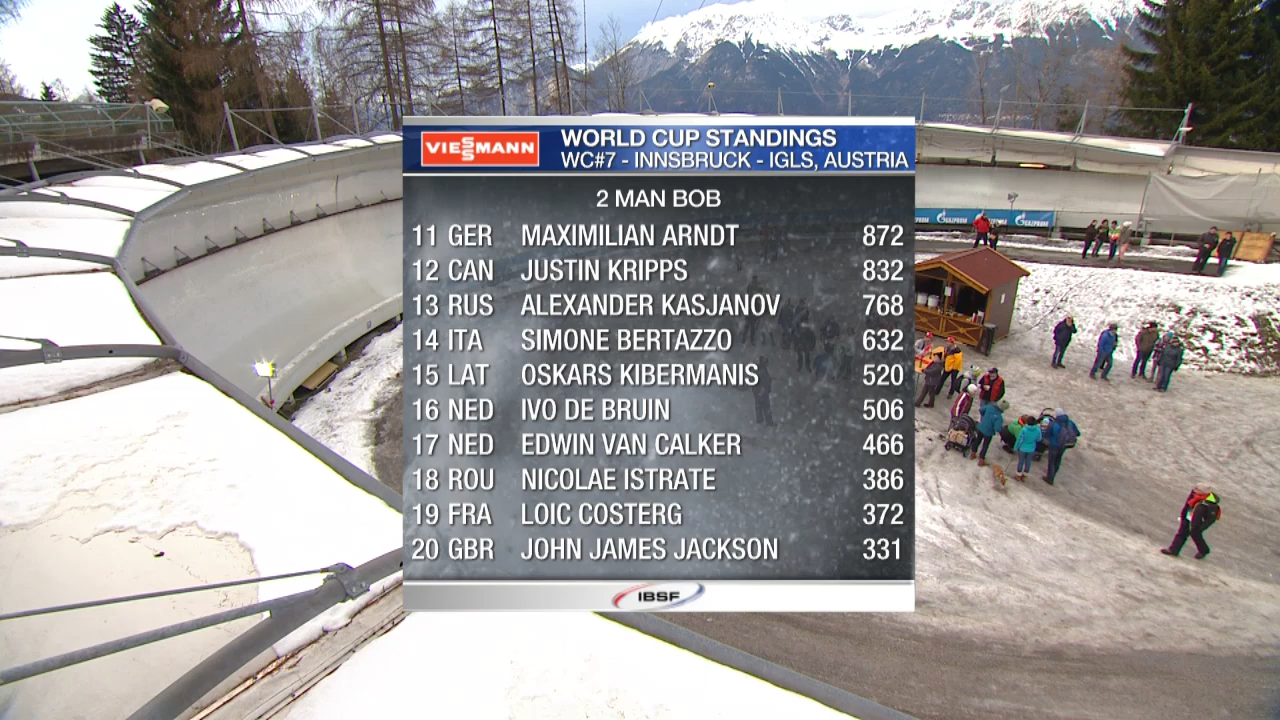 VIESSMANN
WORLD CUP STANDINGS
WC#7 - INNSBRUCK - IGLS, AUSTRIA
2 MAN BOB
11 GER MAXIMILIAN ARNDT 872
12 CAN JUSTIN KRIPPS 832
13 RUS ALEXANDER KASJANOV 768
14 ITA SIMONE BERTAZZO 632
15 LAT OSKARS KIBERMANIS 520
16 NED IVO DE BRUIN 506
17 NED EDWIN VAN CALKER 466
18 ROU NICOLAE ISTRATE 386
19 FRA LOIC COSTERG 372
20 GBR JOHN JAMES JACKSON 331
IBSF
GAZPROM GAZPROM